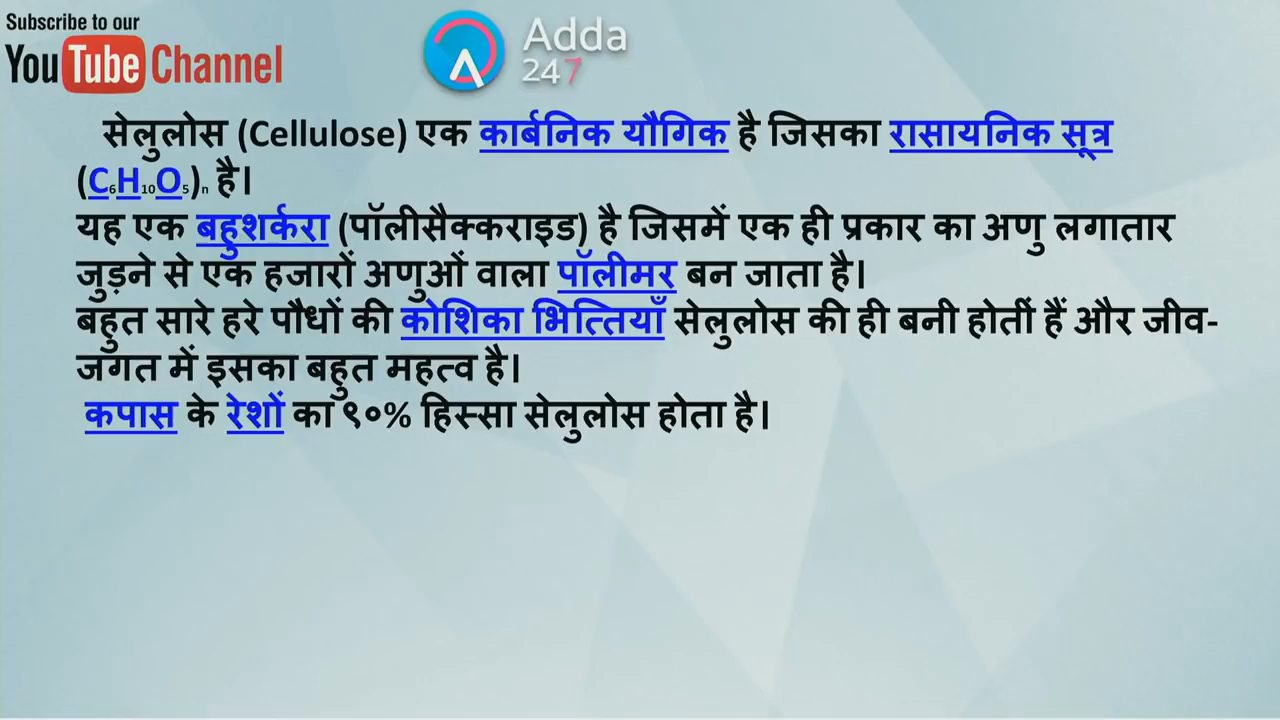 Subscribe to our
YouTube Channel
Adda
247
सेलुलोस (Cellulose) एक कार्बनिक यौगिक है जिसका रासायनिक सूत्र
(C₆H₁₀O₅)ₙ है।
यह एक बहुशर्करा (पॉलीसैक्कराइड) है जिसमें एक ही प्रकार का अणु लगातार
जुड़ने से एक हजारों अणुओं वाला पॉलीमर बन जाता है।
बहुत सारे हरे पौधों की कोशिका भित्तियाँ सेलुलोस की ही बनी होतीं हैं और जीव-
जगत में इसका बहुत महत्व है।
कपास के रेशों का ९०% हिस्सा सेलुलोस होता है।